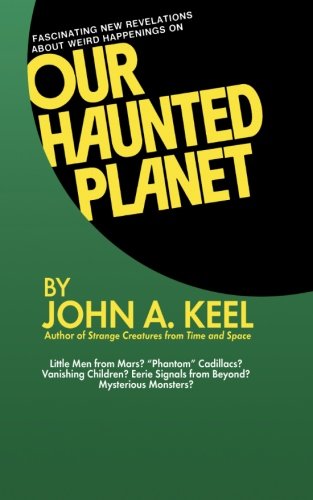 FASCINATING NEW REVELATIONS
ABOUT WEIRD HAPPENINGS ON
OUR
HAUNTED
PLANET
BY
JOHN A. KEEL
Author of Strange Creatures from Time and Space
Little Men from Mars? "Phantom" Cadillacs?
Vanishing Children? Eerie Signals from Beyond?
Mysterious Monsters?